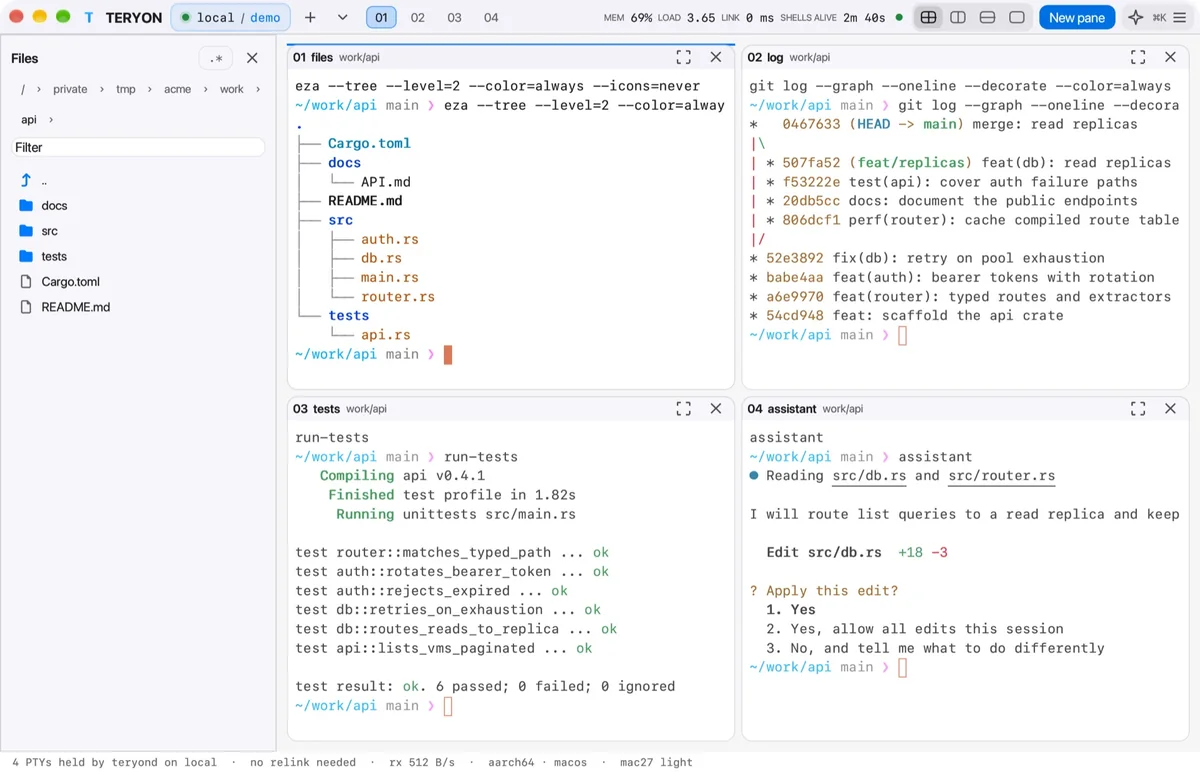 T TERYON local / demo + 01 02 03 04 MEM 69% LOAD 3.65 LINK 0 ms SHELLS ALIVE 2m 40s New pane ⌘K
Files .*
/ › private › tmp › acme › work ›
api ›
Filter
..
docs
src
tests
Cargo.toml
README.md
01 files work/api
eza --tree --level=2 --color=always --icons=never
~/work/api main ❯ eza --tree --level=2 --color=alway
.
├── Cargo.toml
├── docs
│   └── API.md
├── README.md
├── src
│   ├── auth.rs
│   ├── db.rs
│   ├── main.rs
│   └── router.rs
└── tests
    └── api.rs
~/work/api main ❯
02 log work/api
git log --graph --oneline --decorate --color=always
~/work/api main ❯ git log --graph --oneline --decora
*   0467633 (HEAD -> main) merge: read replicas
|\
| * 507fa52 (feat/replicas) feat(db): read replicas
| * f53222e test(api): cover auth failure paths
| * 20db5cc docs: document the public endpoints
| * 806dcf1 perf(router): cache compiled route table
|/
* 52e3892 fix(db): retry on pool exhaustion
* babe4aa feat(auth): bearer tokens with rotation
* a6e9970 feat(router): typed routes and extractors
* 54cd948 feat: scaffold the api crate
~/work/api main ❯
03 tests work/api
run-tests
~/work/api main ❯ run-tests
Compiling api v0.4.1
Finished test profile in 1.82s
Running unittests src/main.rs
test router::matches_typed_path ... ok
test auth::rotates_bearer_token ... ok
test auth::rejects_expired ... ok
test db::retries_on_exhaustion ... ok
test db::routes_reads_to_replica ... ok
test api::lists_vms_paginated ... ok
test result: ok. 6 passed; 0 failed; 0 ignored
~/work/api main ❯
04 assistant work/api
assistant
~/work/api main ❯ assistant
● Reading src/db.rs and src/router.rs
I will route list queries to a read replica and keep
Edit src/db.rs +18 −3
? Apply this edit?
1. Yes
2. Yes, allow all edits this session
3. No, and tell me what to do differently
~/work/api main ❯
4 PTYs held by teryond on local · no relink needed · rx 512 B/s · aarch64 · macos · mac27 light